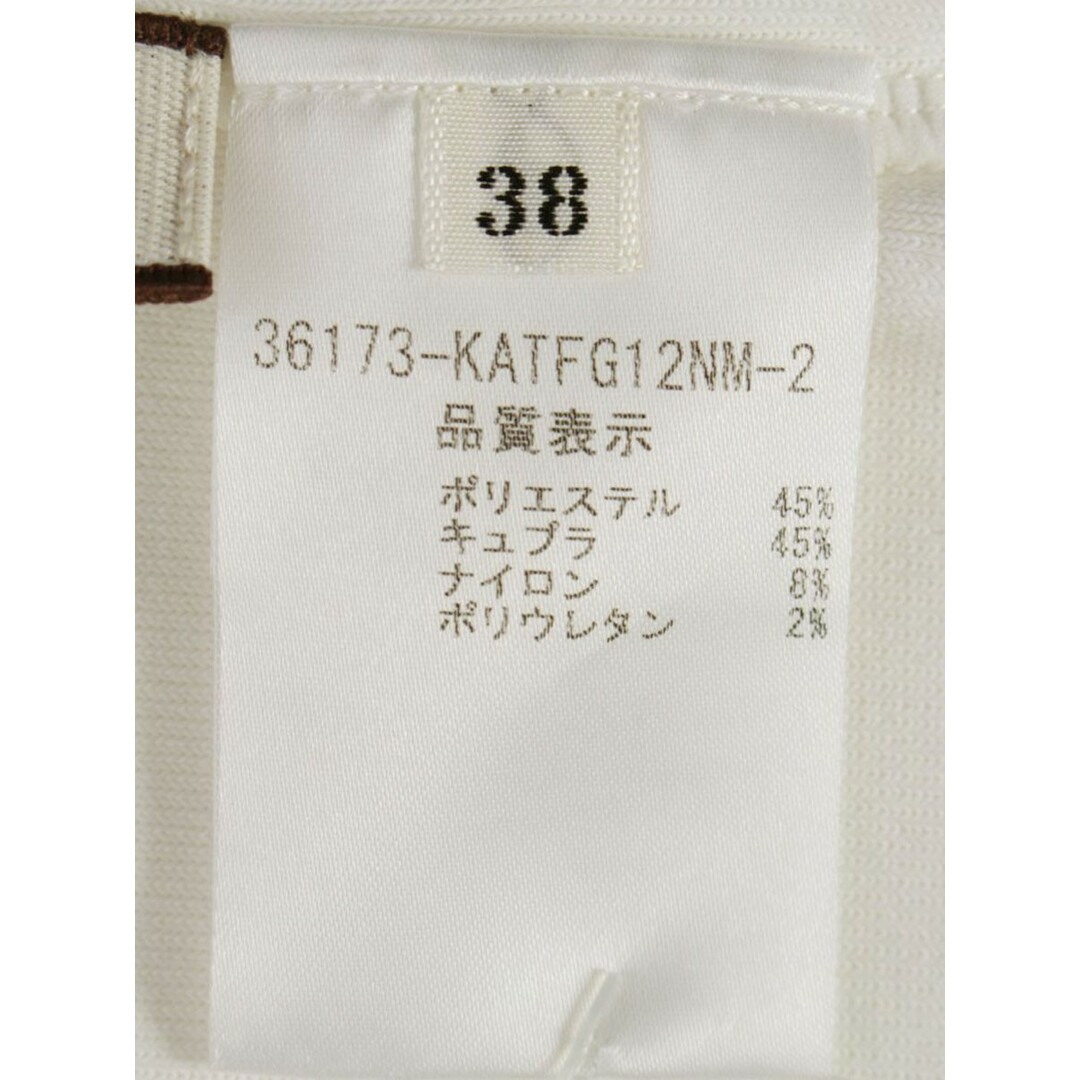 38
36173-KATFG12NM-2
品質表示
ポリエステル 45%
キュプラ 45%
ナイロン 8%
ポリウレタン 2%